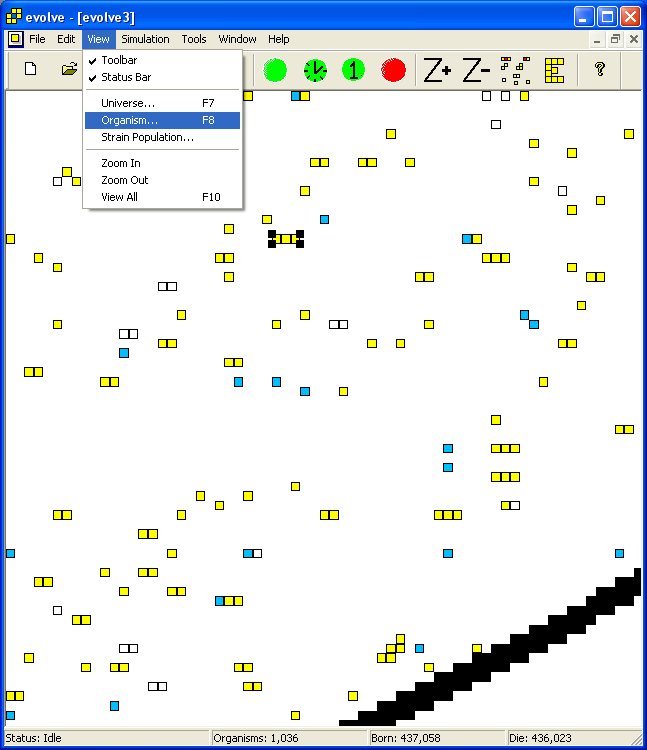 evolve - [evolve3]
File Edit View Simulation Tools Window Help
1 Z+ Z- E ?
Toolbar
Status Bar
Universe... F7
Organism... F8
Strain Population...
Zoom In
Zoom Out
View All F10
Status: Idle Organisms: 1,036 Born: 437,058 Die: 436,023